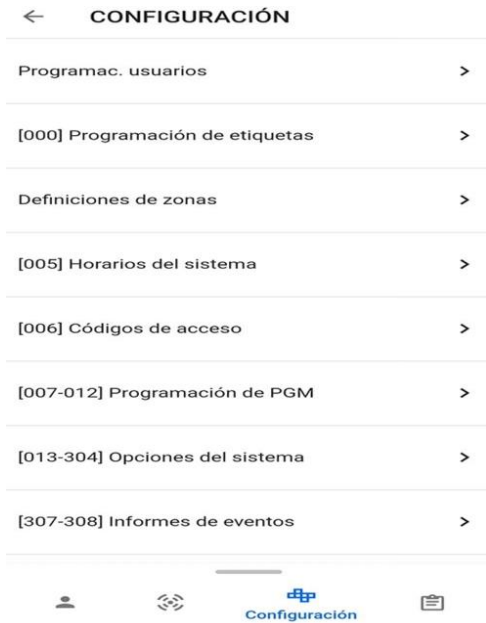 CONFIGURACIÓN
Programac. usuarios
[000] Programación de etiquetas
Definiciones de zonas
[005] Horarios del sistema
[006] Códigos de acceso
[007-012] Programación de PGM
[013-304] Opciones del sistema
[307-308] Informes de eventos
Configuración